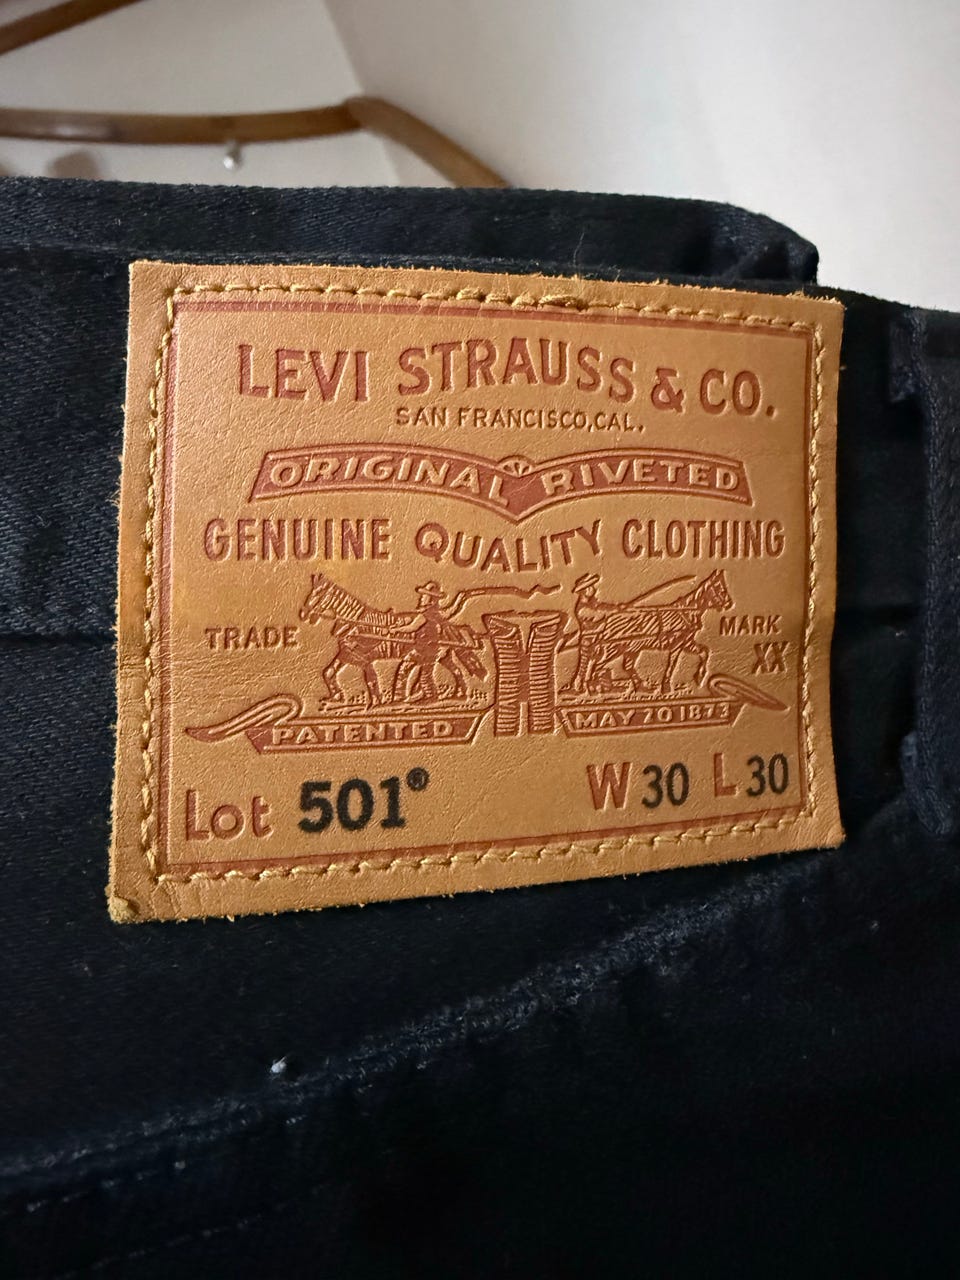 LEVI STRAUSS & CO.
SAN FRANCISCO, CAL.
ORIGINAL RIVETED
GENUINE QUALITY CLOTHING
TRADE MARK
XX
PATENTED MAY 20 1873
Lot 501® W 30 L 30